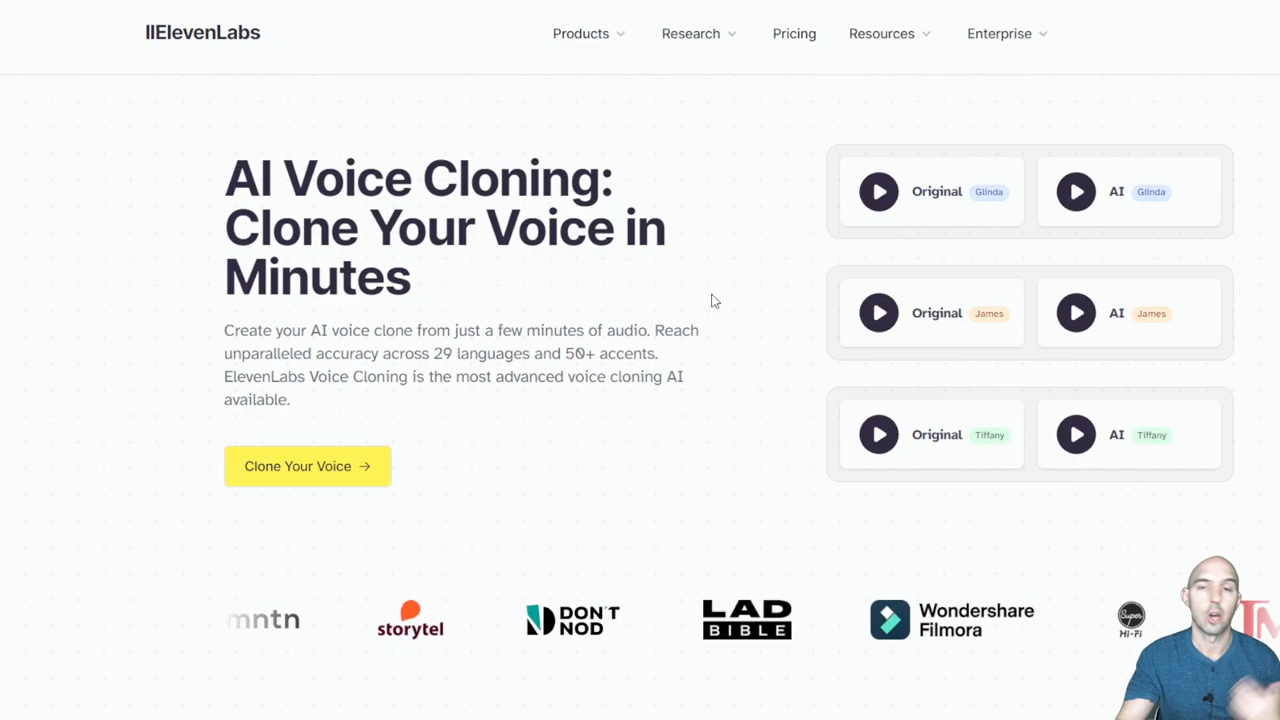 IIElevenLabs
Products
Research
Pricing
Resources
Enterprise
AI Voice Cloning:
Clone Your Voice in
Minutes
Create your AI voice clone from just a few minutes of audio. Reach
unparalleled accuracy across 29 languages and 50+ accents.
ElevenLabs Voice Cloning is the most advanced voice cloning AI
available.
Clone Your Voice →
Original Glinda
AI Glinda
Original James
AI James
Original Tiffany
AI Tiffany
mntn
storytel
DON'T
NOD
LAD
BIBLE
Wondershare
Filmora
Super
Hi-Fi